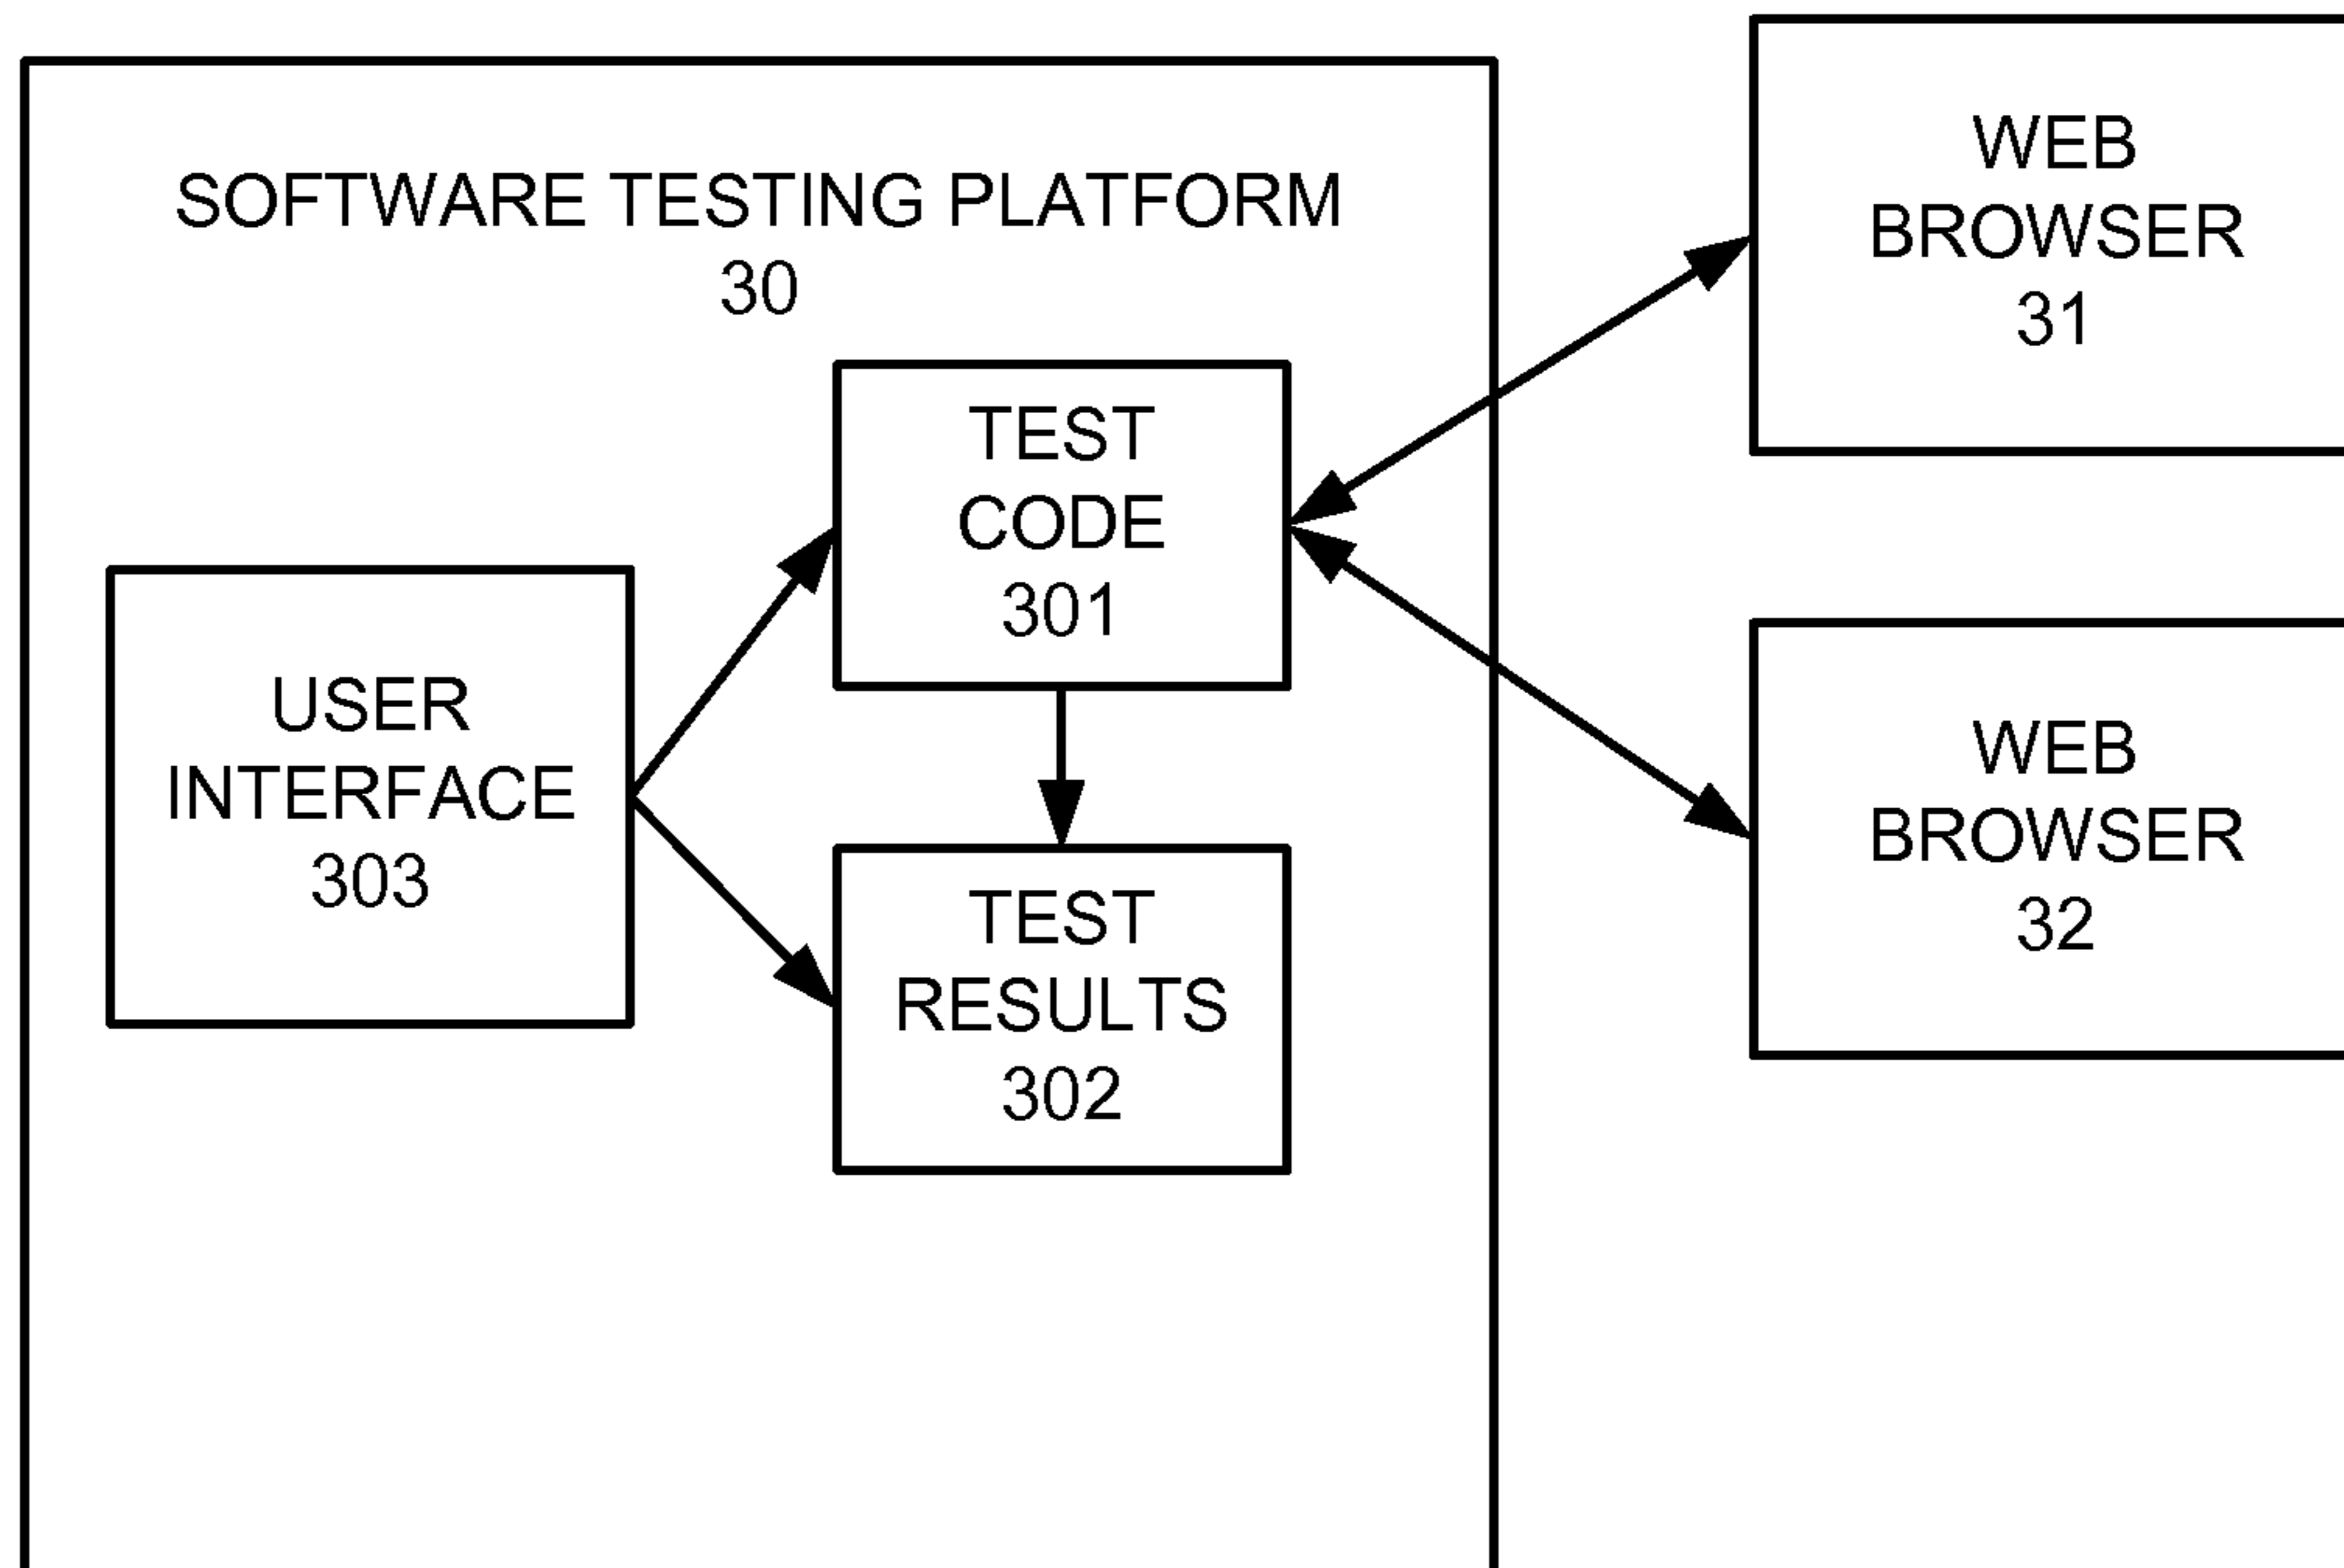 SOFTWARE TESTING PLATFORM
30
TEST
CODE
301
USER
INTERFACE
303
TEST
RESULTS
302
WEB
BROWSER
31
WEB
BROWSER
32